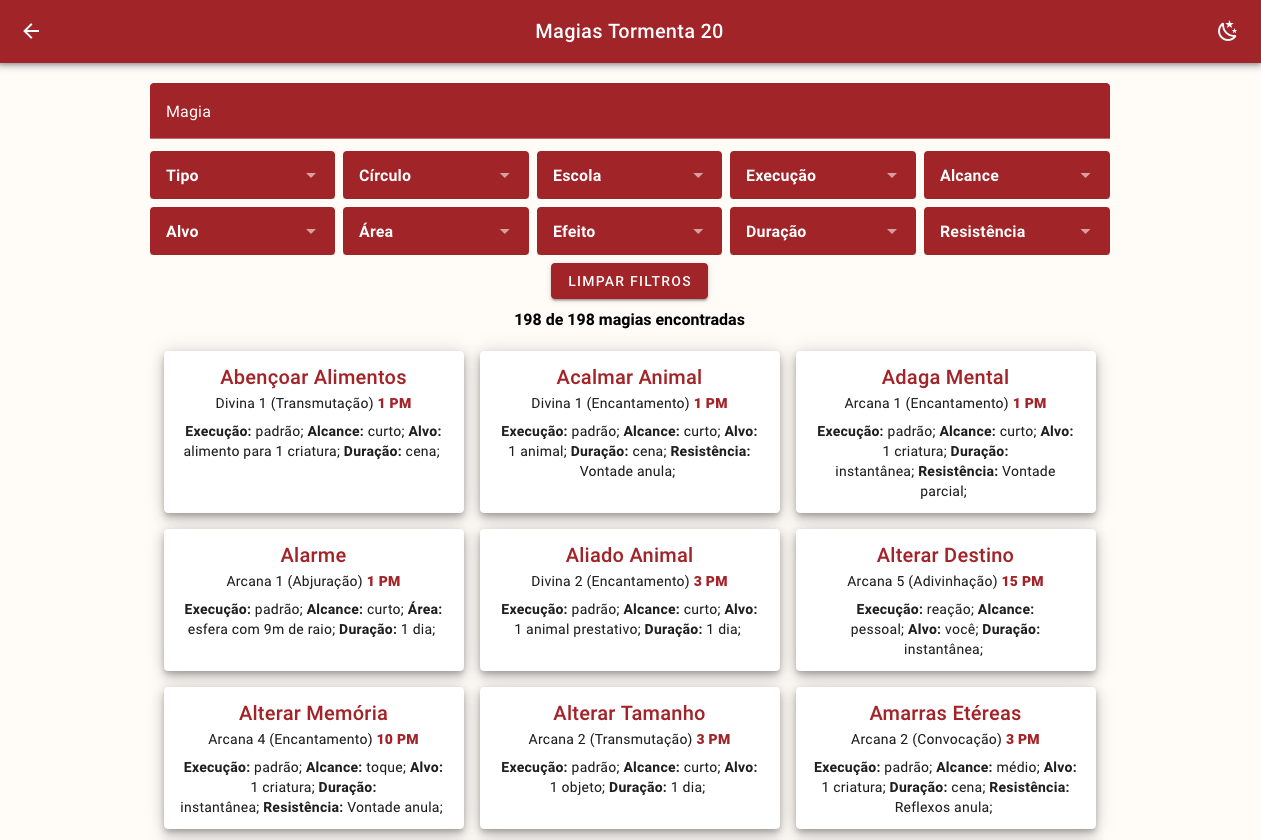 Magias Tormenta 20
Magia
Tipo
Círculo
Escola
Execução
Alcance
Alvo
Área
Efeito
Duração
Resistência
LIMPAR FILTROS
198 de 198 magias encontradas
Abençoar Alimentos
Divina 1 (Transmutação) 1 PM
Execução: padrão; Alcance: curto; Alvo:
alimento para 1 criatura; Duração: cena;
Acalmar Animal
Divina 1 (Encantamento) 1 PM
Execução: padrão; Alcance: curto; Alvo:
1 animal; Duração: cena; Resistência:
Vontade anula;
Adaga Mental
Arcana 1 (Encantamento) 1 PM
Execução: padrão; Alcance: curto; Alvo:
1 criatura; Duração:
instantânea; Resistência: Vontade
parcial;
Alarme
Arcana 1 (Abjuração) 1 PM
Execução: padrão; Alcance: curto; Área:
esfera com 9m de raio; Duração: 1 dia;
Aliado Animal
Divina 2 (Encantamento) 3 PM
Execução: padrão; Alcance: curto; Alvo:
1 animal prestativo; Duração: 1 dia;
Alterar Destino
Arcana 5 (Adivinhação) 15 PM
Execução: reação; Alcance:
pessoal; Alvo: você; Duração:
instantânea;
Alterar Memória
Arcana 4 (Encantamento) 10 PM
Execução: padrão; Alcance: toque; Alvo:
1 criatura; Duração:
instantânea; Resistência: Vontade anula;
Alterar Tamanho
Arcana 2 (Transmutação) 3 PM
Execução: padrão; Alcance: curto; Alvo:
1 objeto; Duração: 1 dia;
Amarras Etéreas
Arcana 2 (Convocação) 3 PM
Execução: padrão; Alcance: médio; Alvo:
1 criatura; Duração: cena; Resistência:
Reflexos anula;